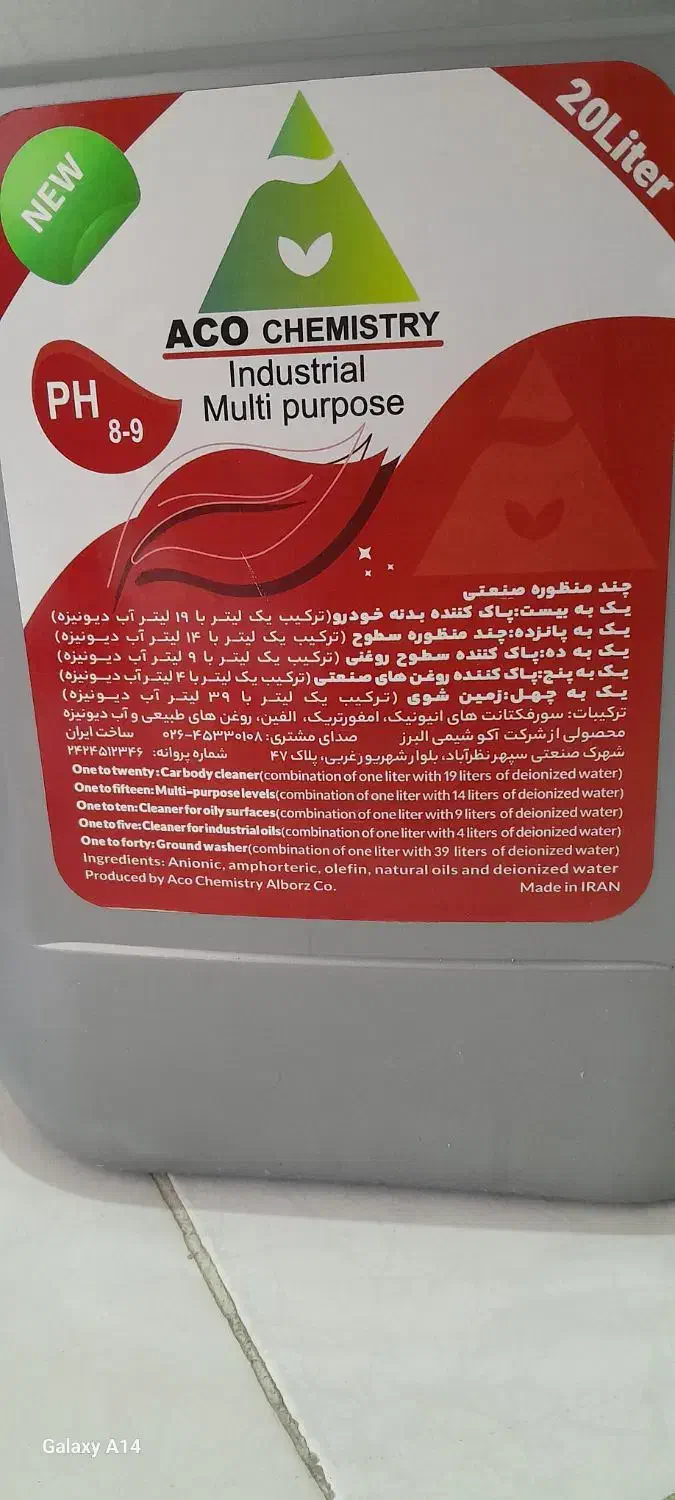 20Liter
NEW
ACO CHEMISTRY
Industrial
Multi purpose
PH
8-9
چند منظوره صنعتی
یک به بیست:پاک کننده بدنه خودرو(ترکیب یک لیتر با ۱۹ لیتر آب دیونیزه)
یک به پانزده:چند منظوره سطوح (ترکیب یک لیتر با ۱۴ لیتر آب دیونیزه)
یک به ده:پاک کننده سطوح روغنی (ترکیب یک لیتر با ۹ لیتر آب دیونیزه)
یک به پنج:پاک کننده روغن های صنعتی (ترکیب یک لیتر با ۴ لیتر آب دیونیزه)
یک به چهل:زمین شوی (ترکیب یک لیتر با ۳۹ لیتر آب دیونیزه)
ترکیبات: سورفکتانت های انیونیک، امفورتریک، الفین، روغن های طبیعی و آب دیونیزه
محصولی از شرکت آکو شیمی البرز صدای مشتری: ۴۵۳۳۰۱۰۸-۰۲۶ ساخت ایران
شهرک صنعتی سپهر نظرآباد، بلوار شهریور غربی، پلاک ۴۷ شماره پروانه: ۲۴۲۴۵۱۲۳۴۶
One to twenty : Car body cleaner(combination of one liter with 19 liters of deionized water)
One to fifteen: Multi-purpose levels(combination of one liter with 14 liters of deionized water)
One to ten: Cleaner for oily surfaces(combination of one liter with 9 liters of deionized water)
One to five: Cleaner for industrial oils(combination of one liter with 4 liters of deionized water)
One to forty: Ground washer(combination of one liter with 39 liters of deionized water)
Ingredients: Anionic, amphorteric, olefin, natural oils and deionized water
Produced by Aco Chemistry Alborz Co. Made in IRAN
Galaxy A14